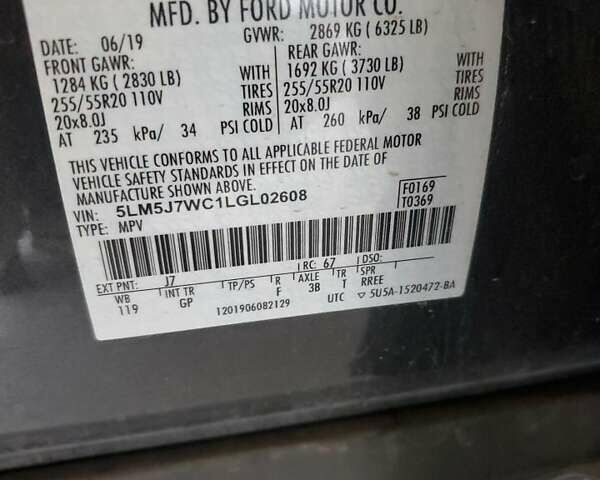 MFD. BY FORD MOTOR CO.
DATE: 06/19 GVWR: 2869 KG ( 6325 LB)
FRONT GAWR: REAR GAWR:
1284 KG ( 2830 LB) WITH 1692 KG ( 3730 LB) WITH
255/55R20 110V TIRES 255/55R20 110V TIRES
20x8.0J RIMS 20x8.0J RIMS
AT 235 kPa/ 34 PSI COLD AT 260 kPa/ 38 PSI COLD
THIS VEHICLE CONFORMS TO ALL APPLICABLE FEDERAL MOTOR
VEHICLE SAFETY STANDARDS IN EFFECT ON THE DATE OF
MANUFACTURE SHOWN ABOVE.
VIN: 5LM5J7WC1LGL02608 F0169
TYPE: MPV T0369
EXT PNT: J7 RC: 67 DSO:
WB INT TR TP/PS R AXLE TR SPR
119 GP F 3B T RREE
1201906082129 UTC ▽ 5U5A-1520472-BA